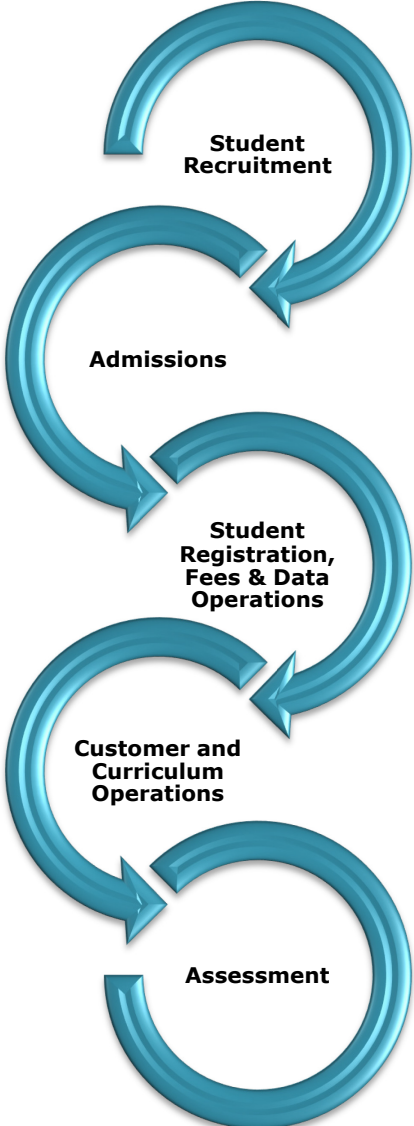 Student
Recruitment
Admissions
Student
Registration,
Fees & Data
Operations
Customer and
Curriculum
Operations
Assessment